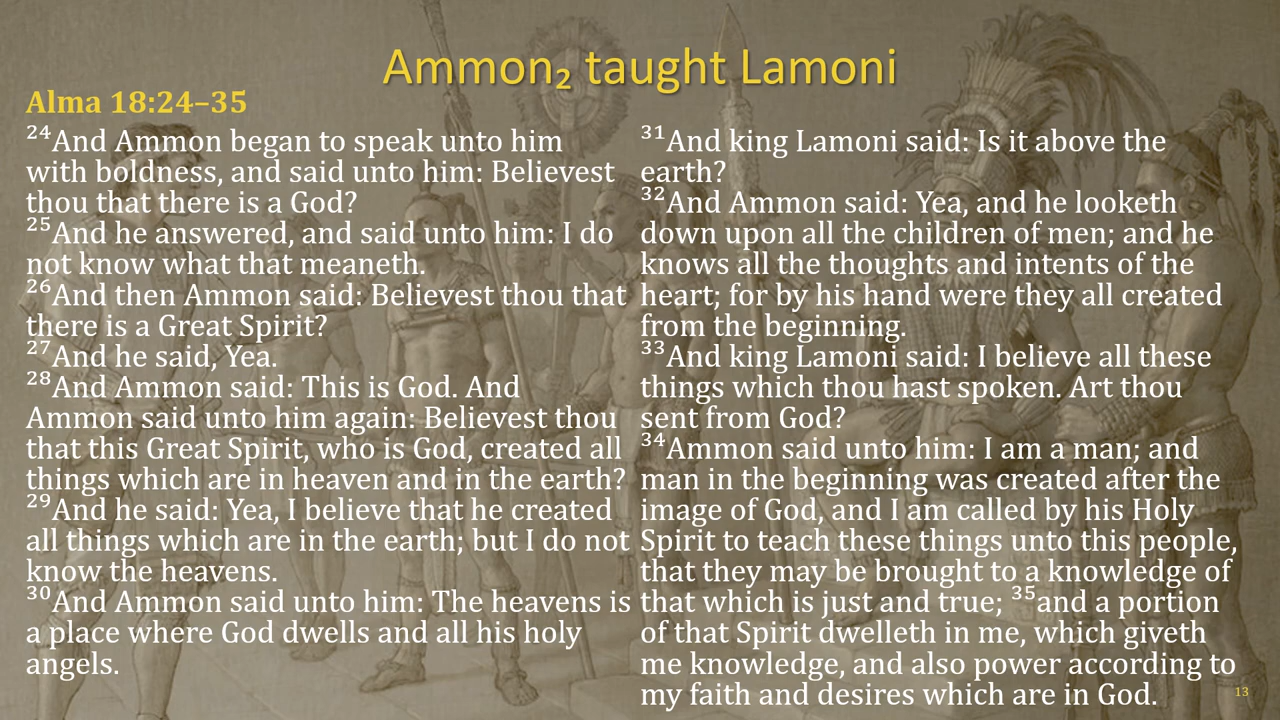 Ammon₂ taught Lamoni
Alma 18:24–35
²⁴And Ammon began to speak unto him
with boldness, and said unto him: Believest
thou that there is a God?
²⁵And he answered, and said unto him: I do
not know what that meaneth.
²⁶And then Ammon said: Believest thou that
there is a Great Spirit?
²⁷And he said, Yea.
²⁸And Ammon said: This is God. And
Ammon said unto him again: Believest thou
that this Great Spirit, who is God, created all
things which are in heaven and in the earth?
²⁹And he said: Yea, I believe that he created
all things which are in the earth; but I do not
know the heavens.
³⁰And Ammon said unto him: The heavens is
a place where God dwells and all his holy
angels.
³¹And king Lamoni said: Is it above the
earth?
³²And Ammon said: Yea, and he looketh
down upon all the children of men; and he
knows all the thoughts and intents of the
heart; for by his hand were they all created
from the beginning.
³³And king Lamoni said: I believe all these
things which thou hast spoken. Art thou
sent from God?
³⁴Ammon said unto him: I am a man; and
man in the beginning was created after the
image of God, and I am called by his Holy
Spirit to teach these things unto this people,
that they may be brought to a knowledge of
that which is just and true; ³⁵and a portion
of that Spirit dwelleth in me, which giveth
me knowledge, and also power according to
my faith and desires which are in God.
13